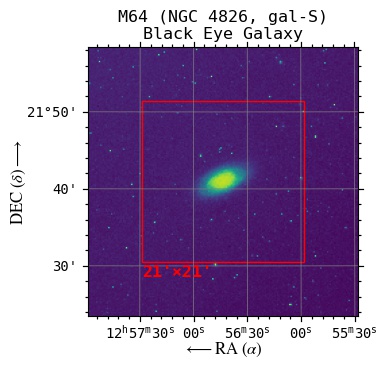 M64 (NGC 4826, gal-S)
Black Eye Galaxy
21°50'
40'
30'
21'×21'
12ʰ57ᵐ30ˢ 00ˢ 56ᵐ30ˢ 00ˢ 55ᵐ30ˢ
⟵ RA (α)
DEC (δ) ⟶